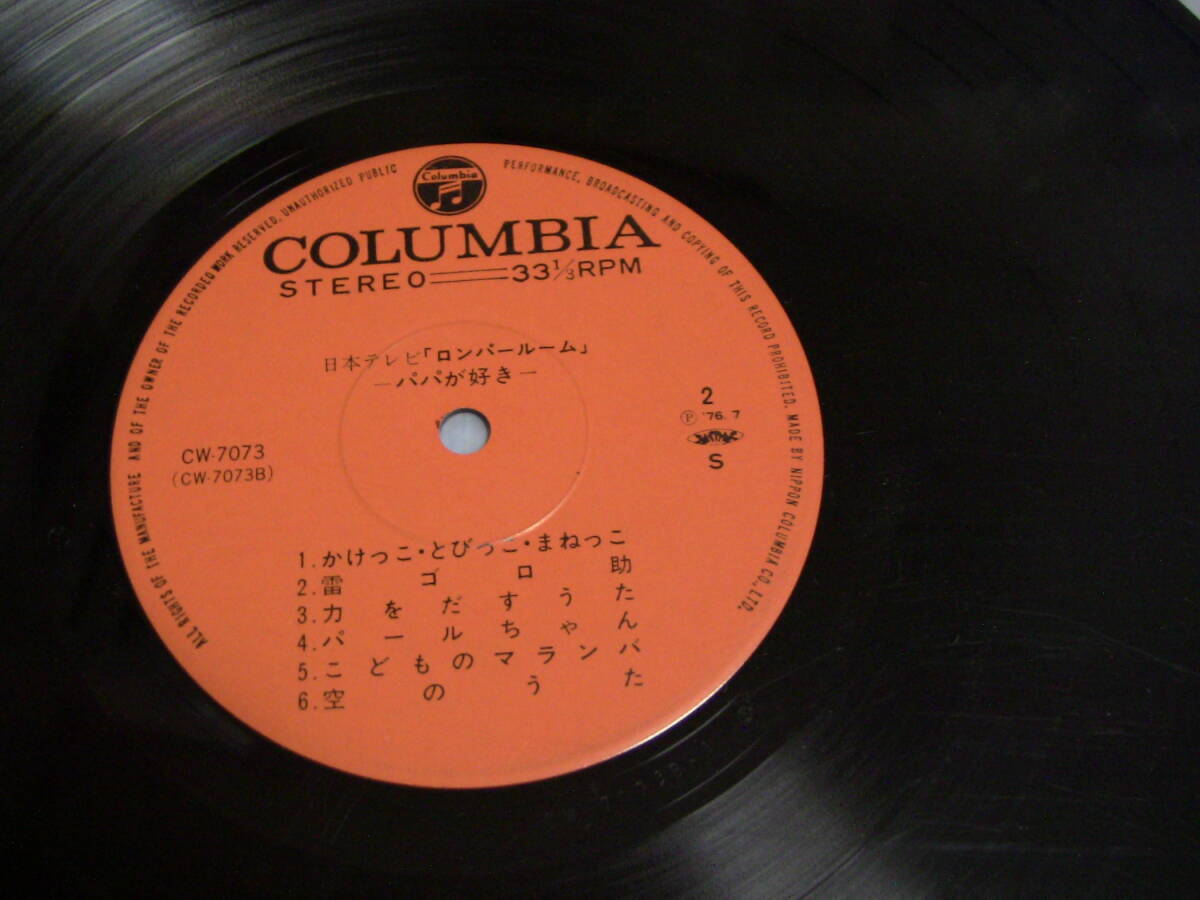 ALL RIGHTS OF THE MANUFACTURE AND OF THE OWNER OF THE RECORDED WORK RESERVED. UNAUTHORIZED PUBLIC PERFORMANCE, BROADCASTING AND COPYING OF THIS RECORD PROHIBITED. MADE BY NIPPON COLUMBIA CO., LTD.
Columbia
COLUMBIA
STEREO 33 1/3 RPM
日本テレビ「ロンパールーム」
—パパが好き—
2
Ⓟ '76. 7
S
CW-7073
(CW-7073B)
1. かけっこ・とびっこ・まねっこ
2. 雷ゴロ助
3. 力をだすうた
4. パールちゃん
5. こどものマランバ
6. 空のうた